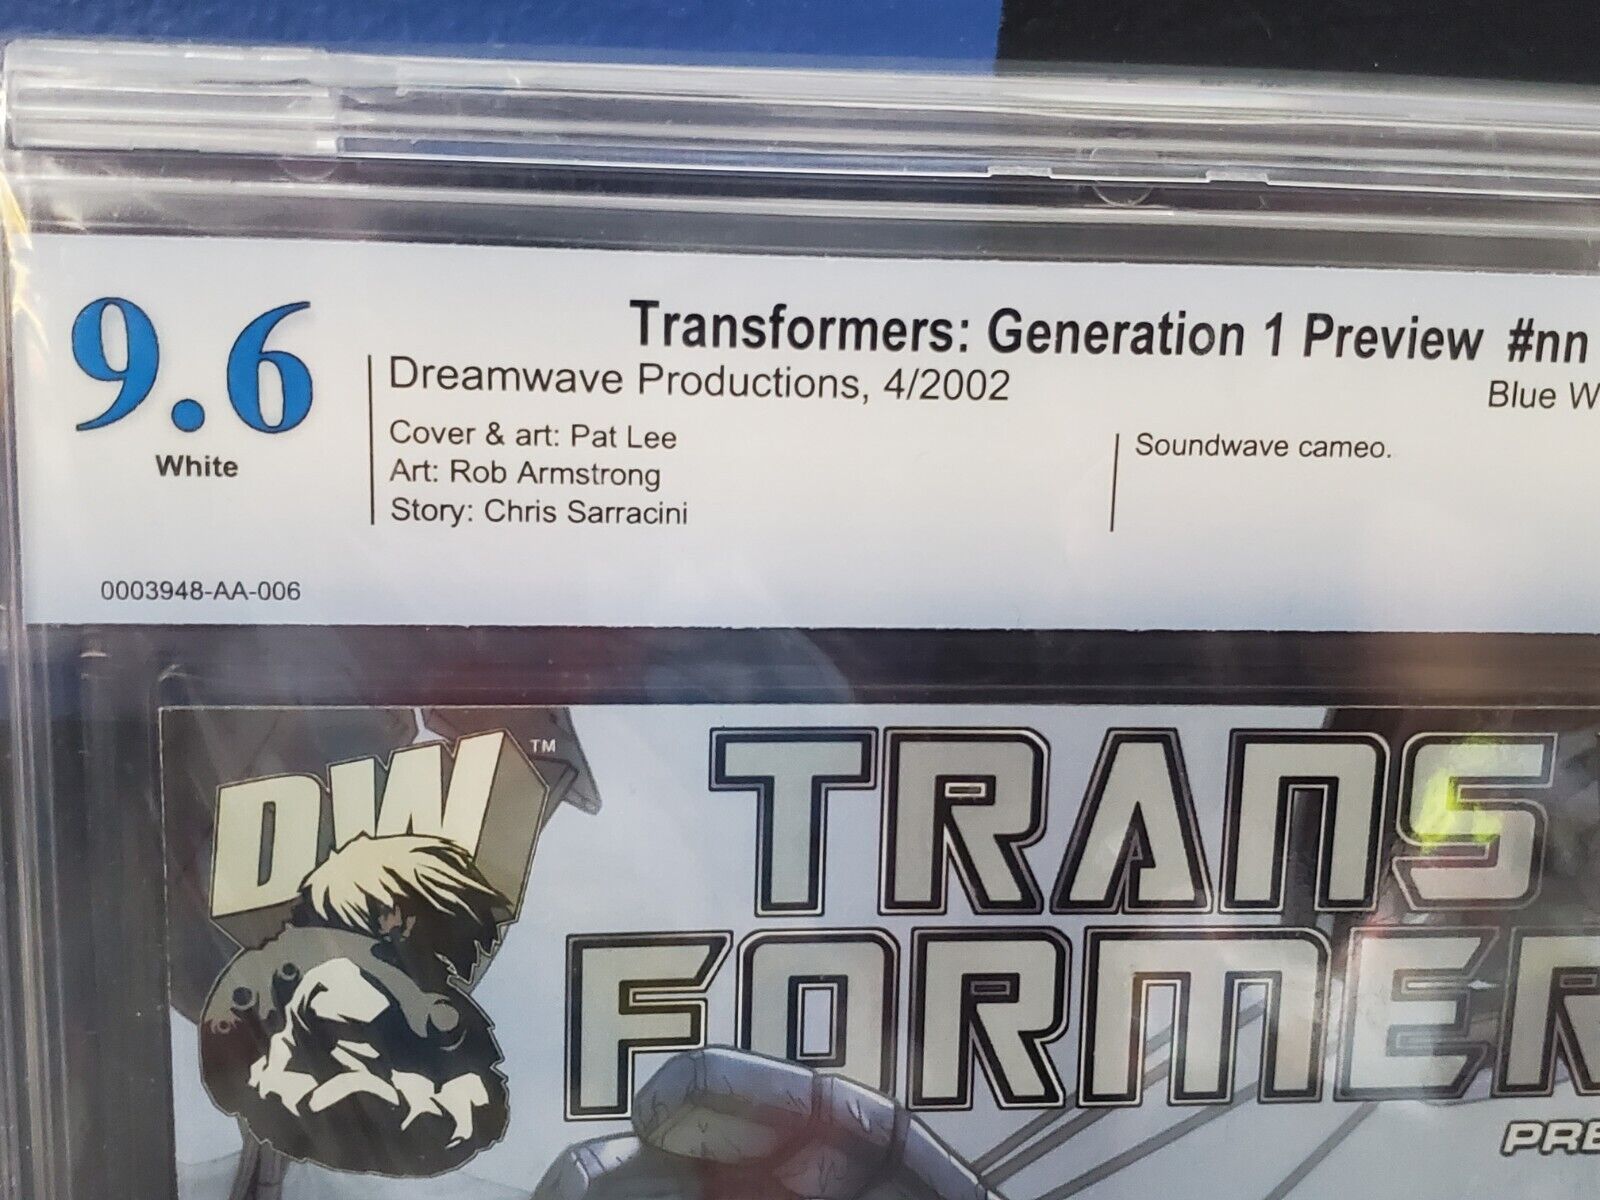 9.6
White
0003948-AA-006
Transformers: Generation 1 Preview #nn
Dreamwave Productions, 4/2002
Blue W
Cover & art: Pat Lee
Art: Rob Armstrong
Story: Chris Sarracini
Soundwave cameo.
DW TM
TRANS
FORMER
PRE